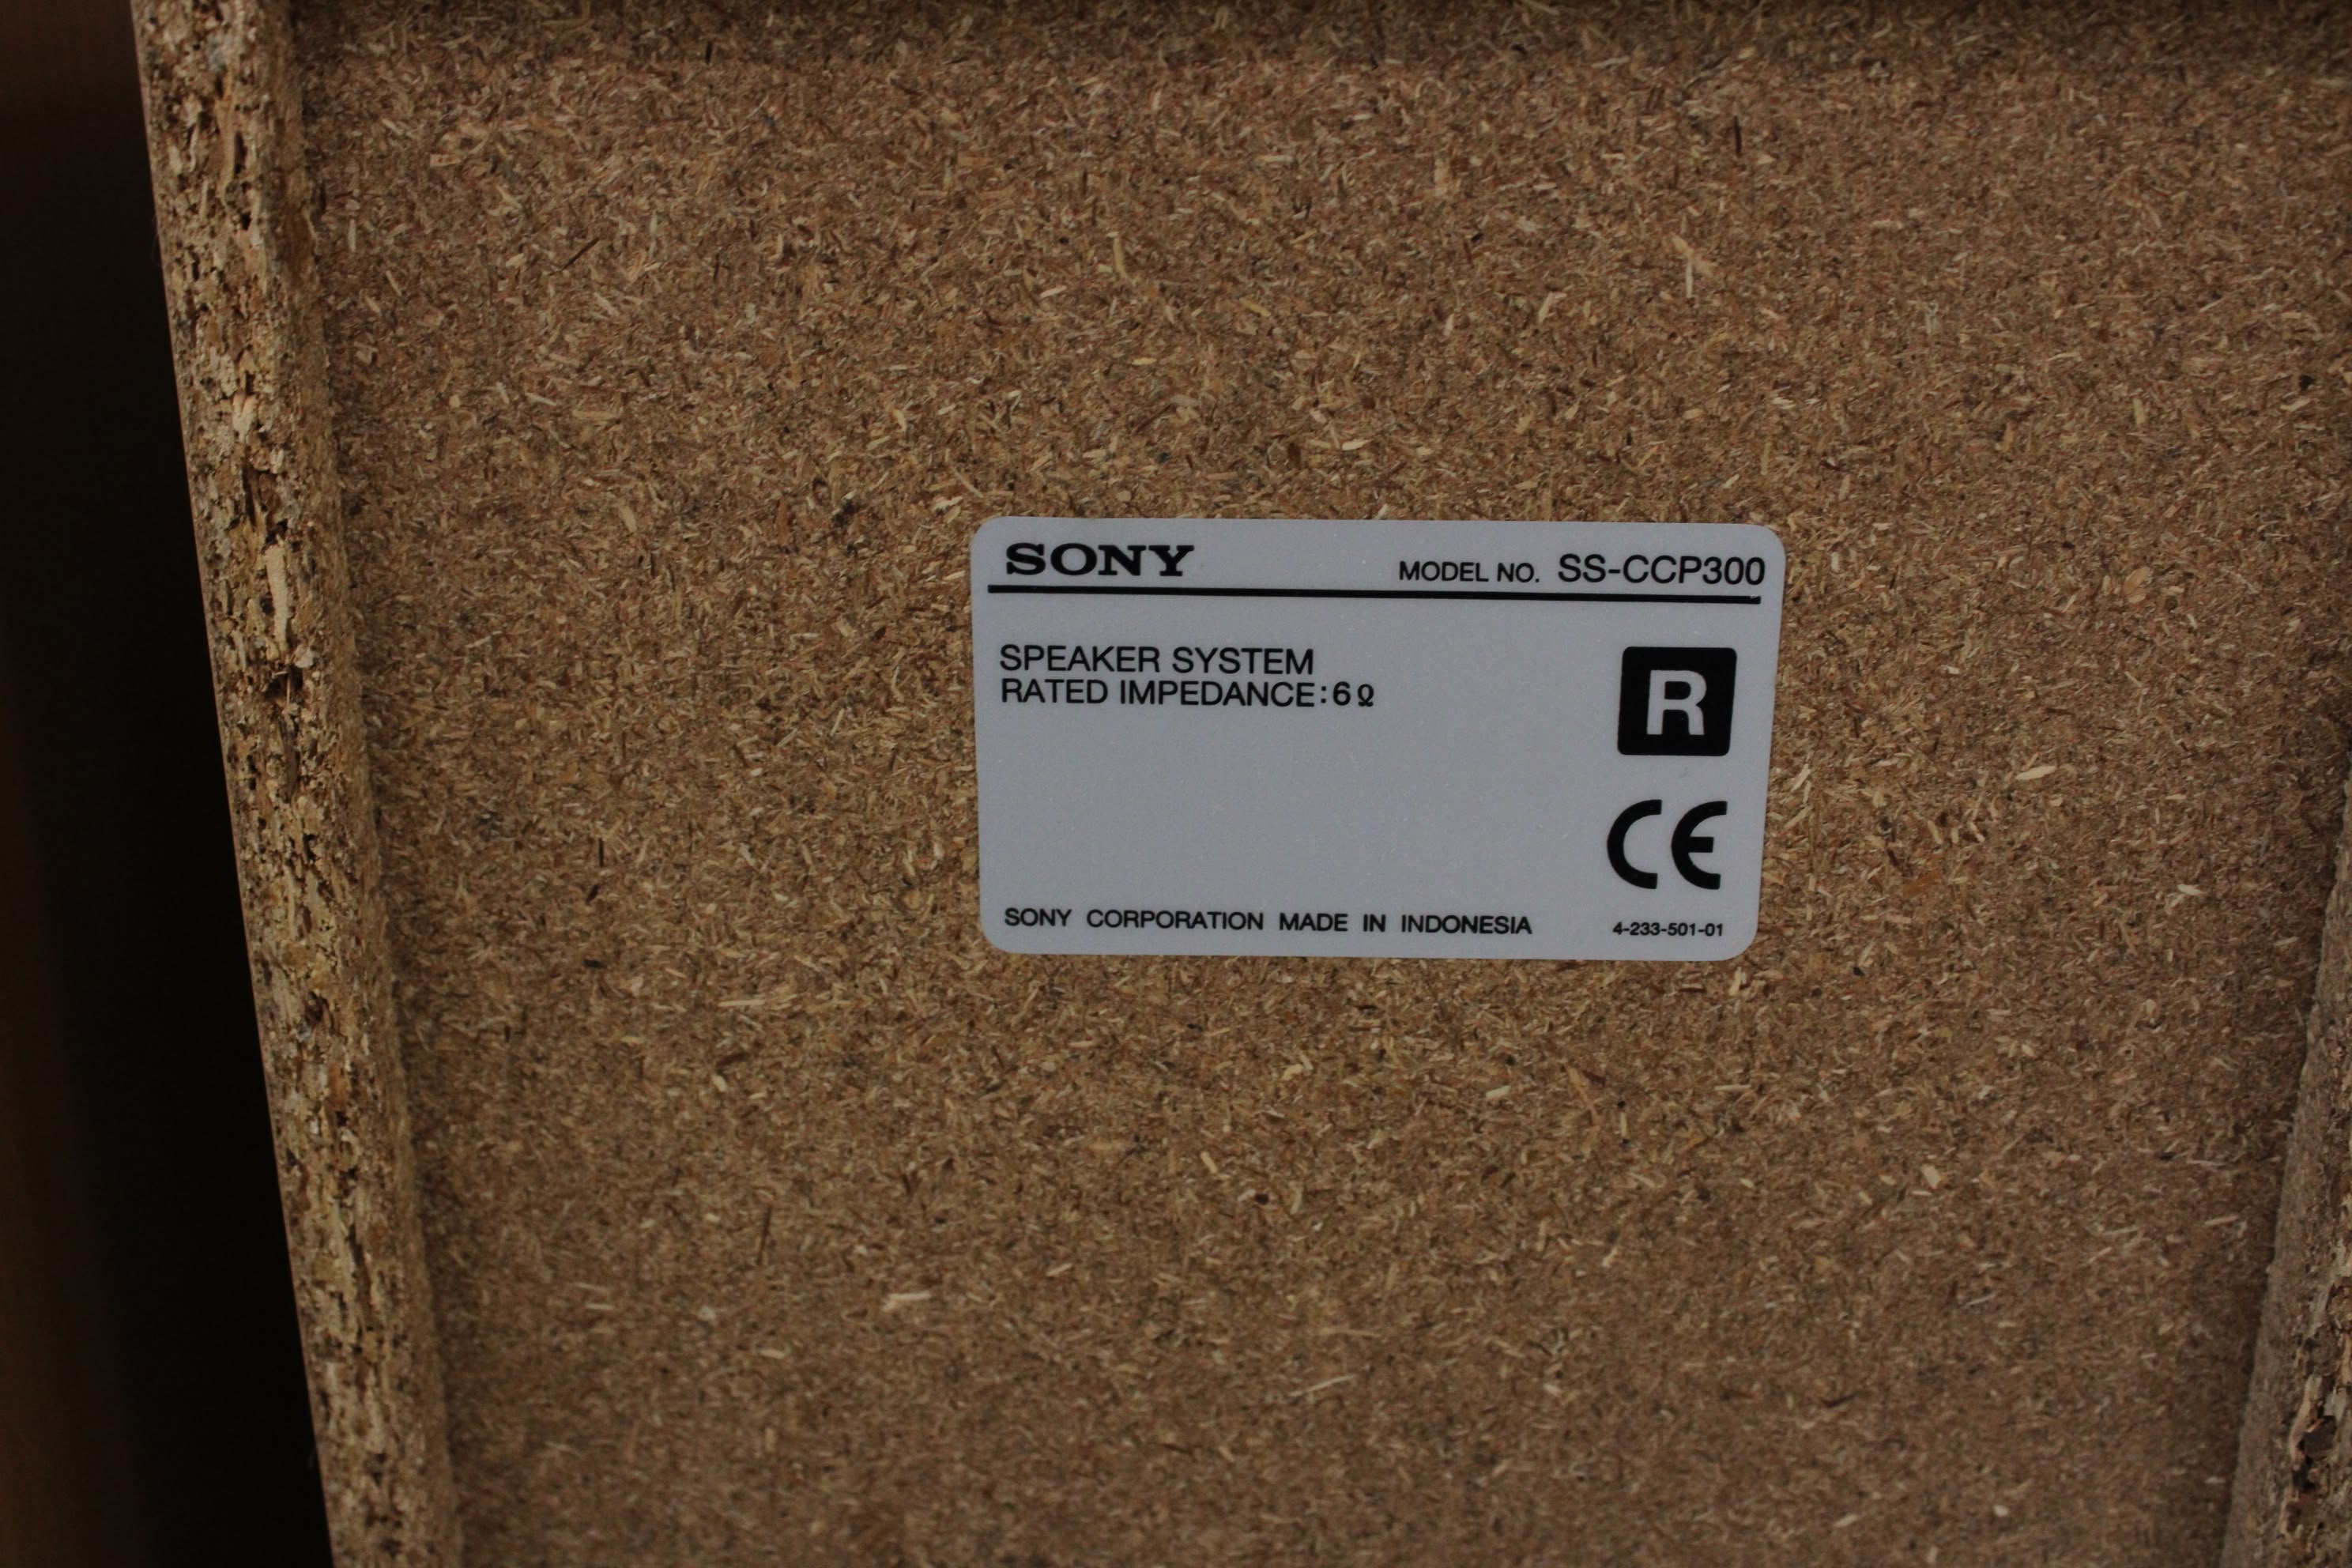 SONY MODEL NO. SS-CCP300
SPEAKER SYSTEM
RATED IMPEDANCE:6Ω
R
CE
SONY CORPORATION MADE IN INDONESIA 4-233-501-01